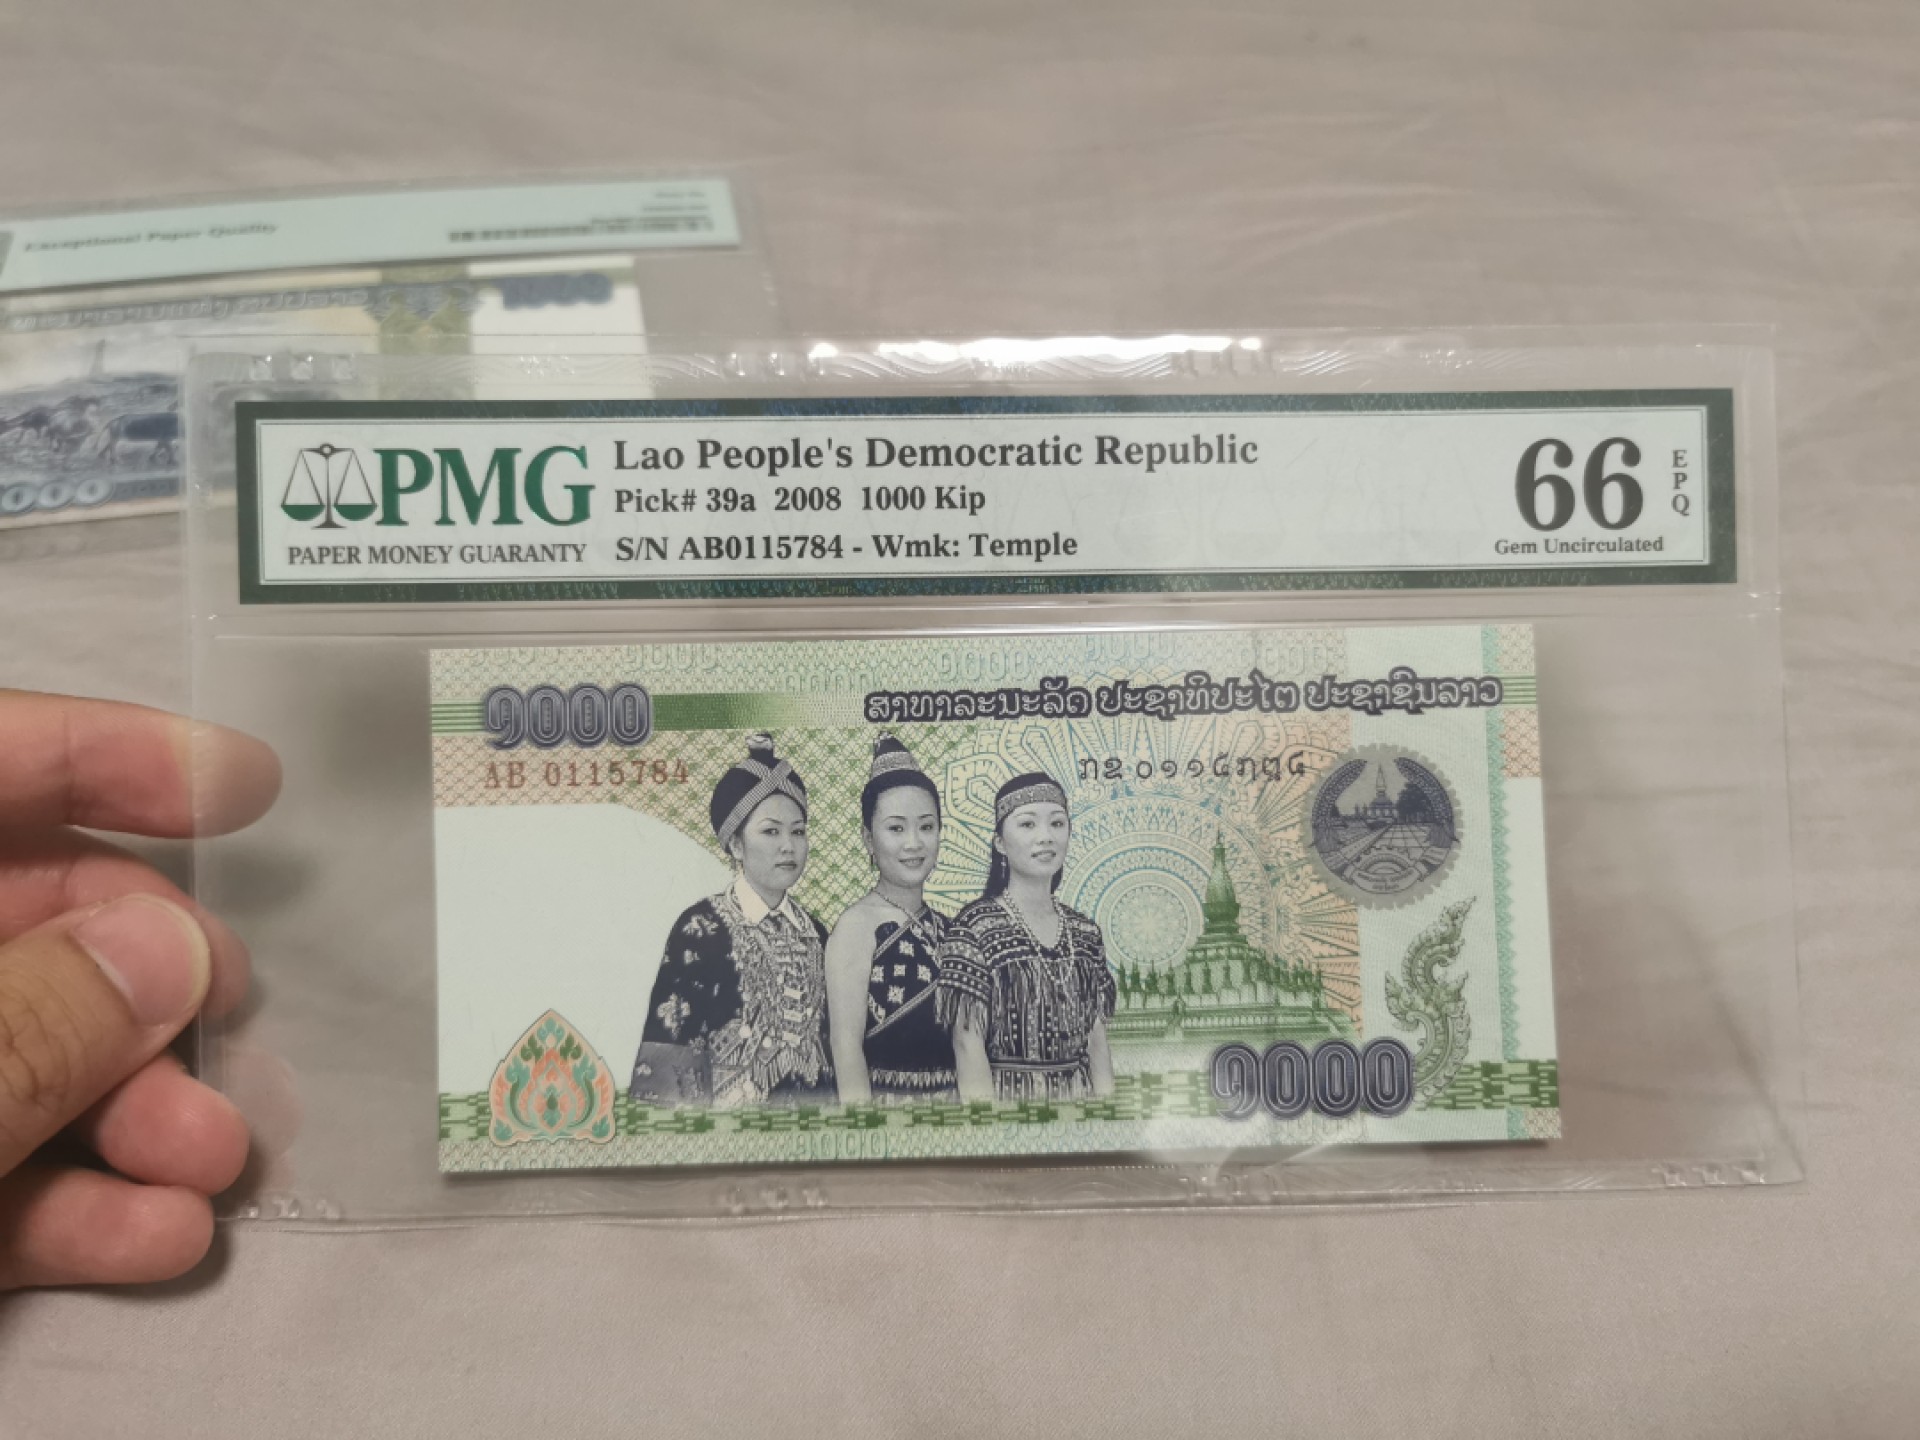 Exceptional Paper Quality
PMG
PAPER MONEY GUARANTY
Lao People's Democratic Republic
Pick# 39a 2008 1000 Kip
S/N AB0115784 - Wmk: Temple
66
EPQ
Gem Uncirculated
໑໐໐໐
ສາທາລະນະລັດ ປະຊາທິປະໄຕ ປະຊາຊົນລາວ
AB 0115784
ກຂ ໐໑໑໕໗໘໔
໑໐໐໐